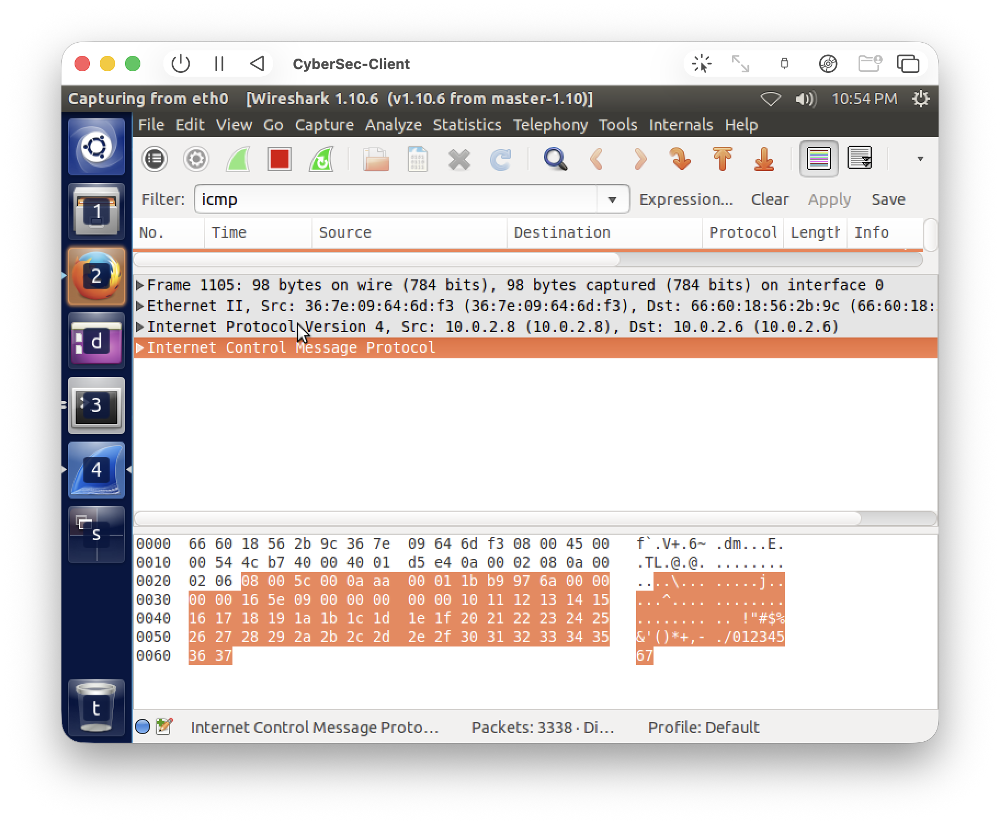 CyberSec-Client
Capturing from eth0 [Wireshark 1.10.6 (v1.10.6 from master-1.10)] 10:54 PM
File Edit View Go Capture Analyze Statistics Telephony Tools Internals Help
Filter: icmp Expression... Clear Apply Save
No. Time Source Destination Protocol Length Info
1
2
d
3
4
s
t
Frame 1105: 98 bytes on wire (784 bits), 98 bytes captured (784 bits) on interface 0
Ethernet II, Src: 36:7e:09:64:6d:f3 (36:7e:09:64:6d:f3), Dst: 66:60:18:56:2b:9c (66:60:18:
Internet Protocol Version 4, Src: 10.0.2.8 (10.0.2.8), Dst: 10.0.2.6 (10.0.2.6)
Internet Control Message Protocol
0000 66 60 18 56 2b 9c 36 7e 09 64 6d f3 08 00 45 00 f`.V+.6~ .dm...E.
0010 00 54 4c b7 40 00 40 01 d5 e4 0a 00 02 08 0a 00 .TL.@.@. ........
0020 02 06 08 00 5c 00 0a aa 00 01 1b b9 97 6a 00 00 ....\... .....j..
0030 00 00 16 5e 09 00 00 00 00 00 10 11 12 13 14 15 ...^.... ........
0040 16 17 18 19 1a 1b 1c 1d 1e 1f 20 21 22 23 24 25 ........ .. !"#$%
0050 26 27 28 29 2a 2b 2c 2d 2e 2f 30 31 32 33 34 35 &'()*+,- ./012345
0060 36 37 67
Internet Control Message Proto... Packets: 3338 · Di... Profile: Default